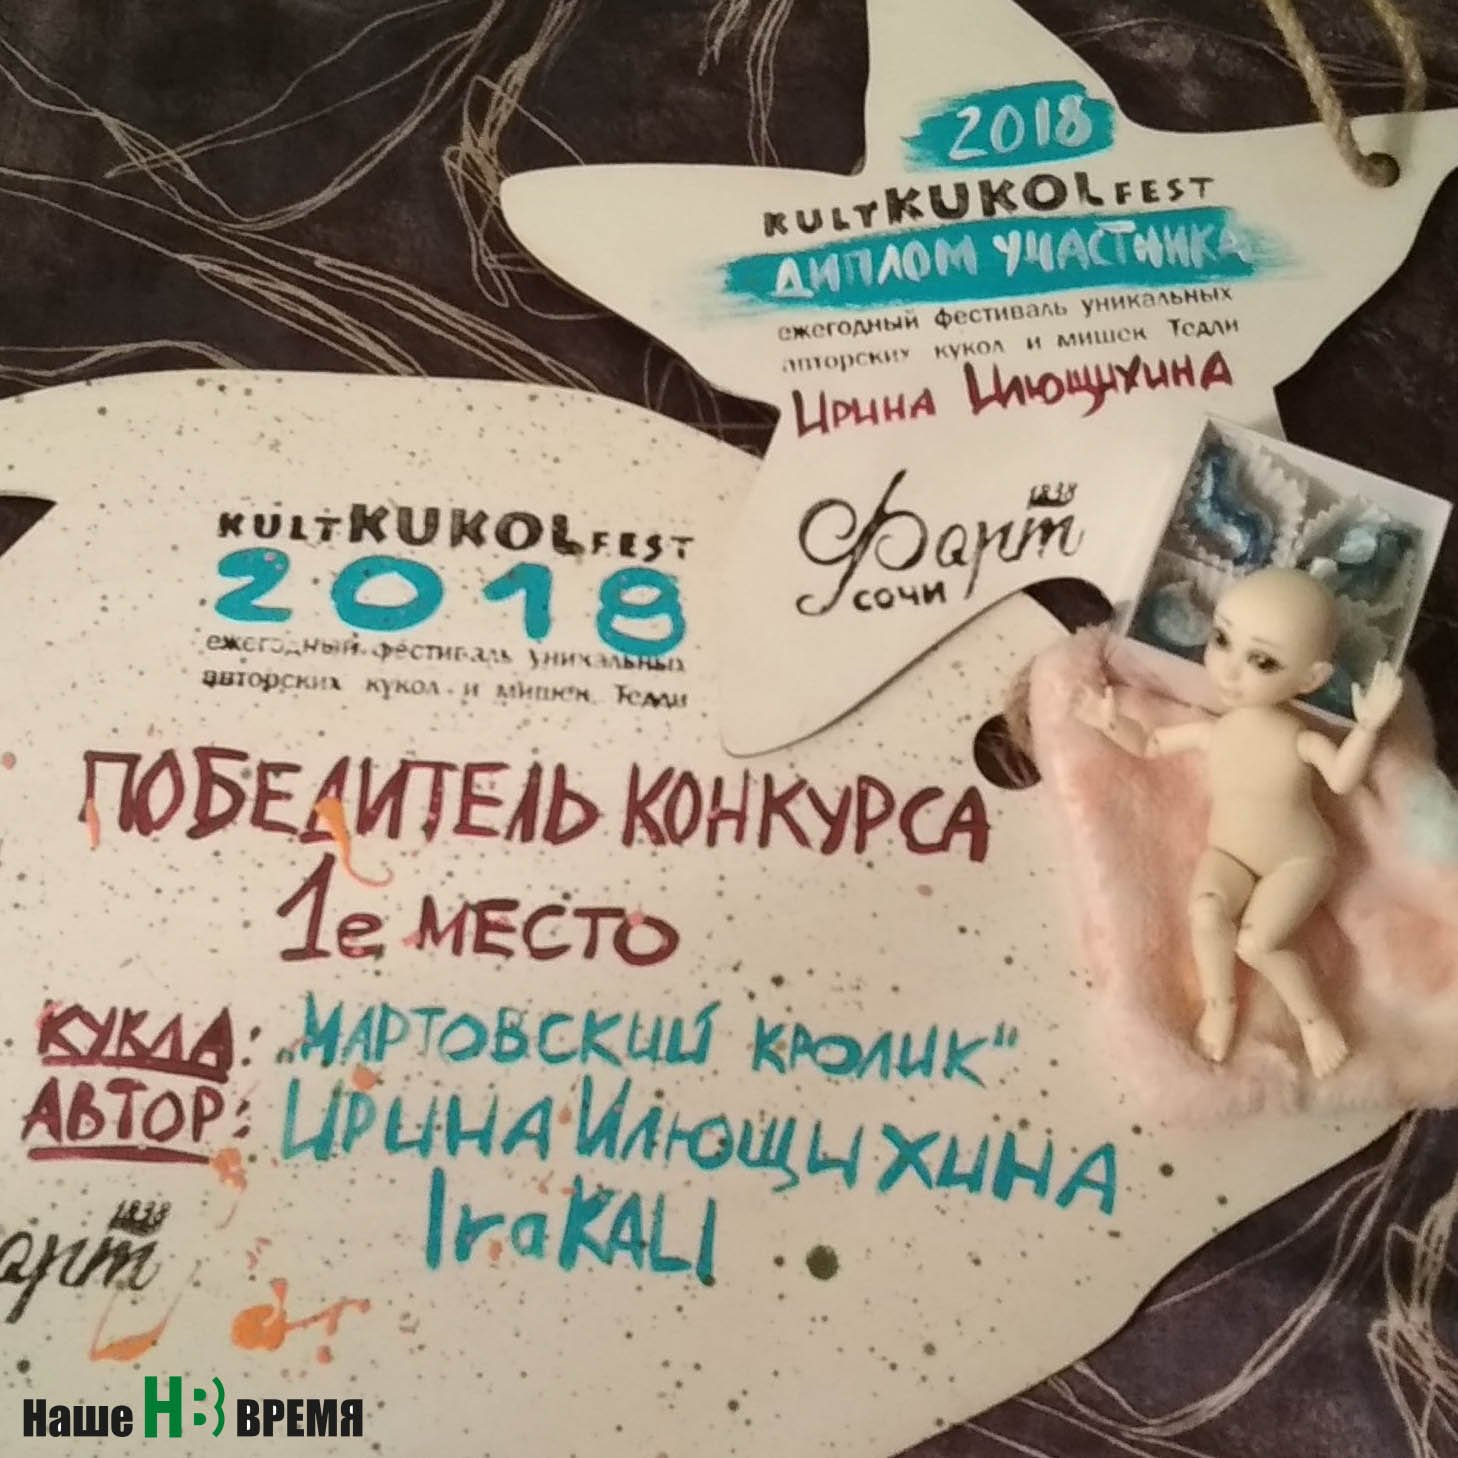 2018
KULTKUKOLFEST
ДИПЛОМ УЧАСТНИКА
ежегодный фестиваль уникальных
авторских кукол и мишек Тедди
Ирина Илющихина
1838
Фарт
СОЧИ
KULTKUKOLFEST
2018
ежегодный фестиваль уникальных
авторских кукол и мишек Тедди
ПОБЕДИТЕЛЬ КОНКУРСА
1е МЕСТО
КУКЛА: „МАРТОВСКИЙ КРОЛИК“
АВТОР: ИРИНА ИЛЮЩИХИНА
IraKALI
1838
арт
Наше НВ ВРЕМЯ